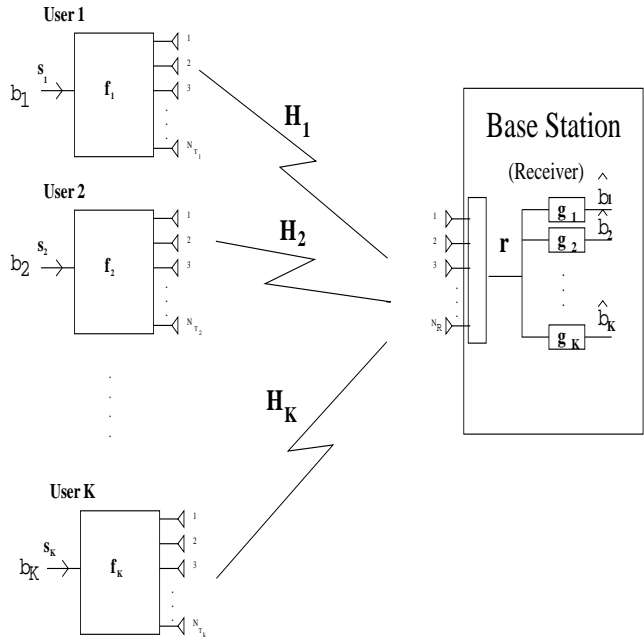 User 1
b1 s1 f1
1
2
3
NT1
H1
User 2
b2 s2 f2
1
2
3
NT2
H2
User K
bK sK fK
1
2
3
NTk
HK
Base Station
(Receiver)
1
2
3
NR
r
g1 b̂1
g2 b̂2
gK b̂K